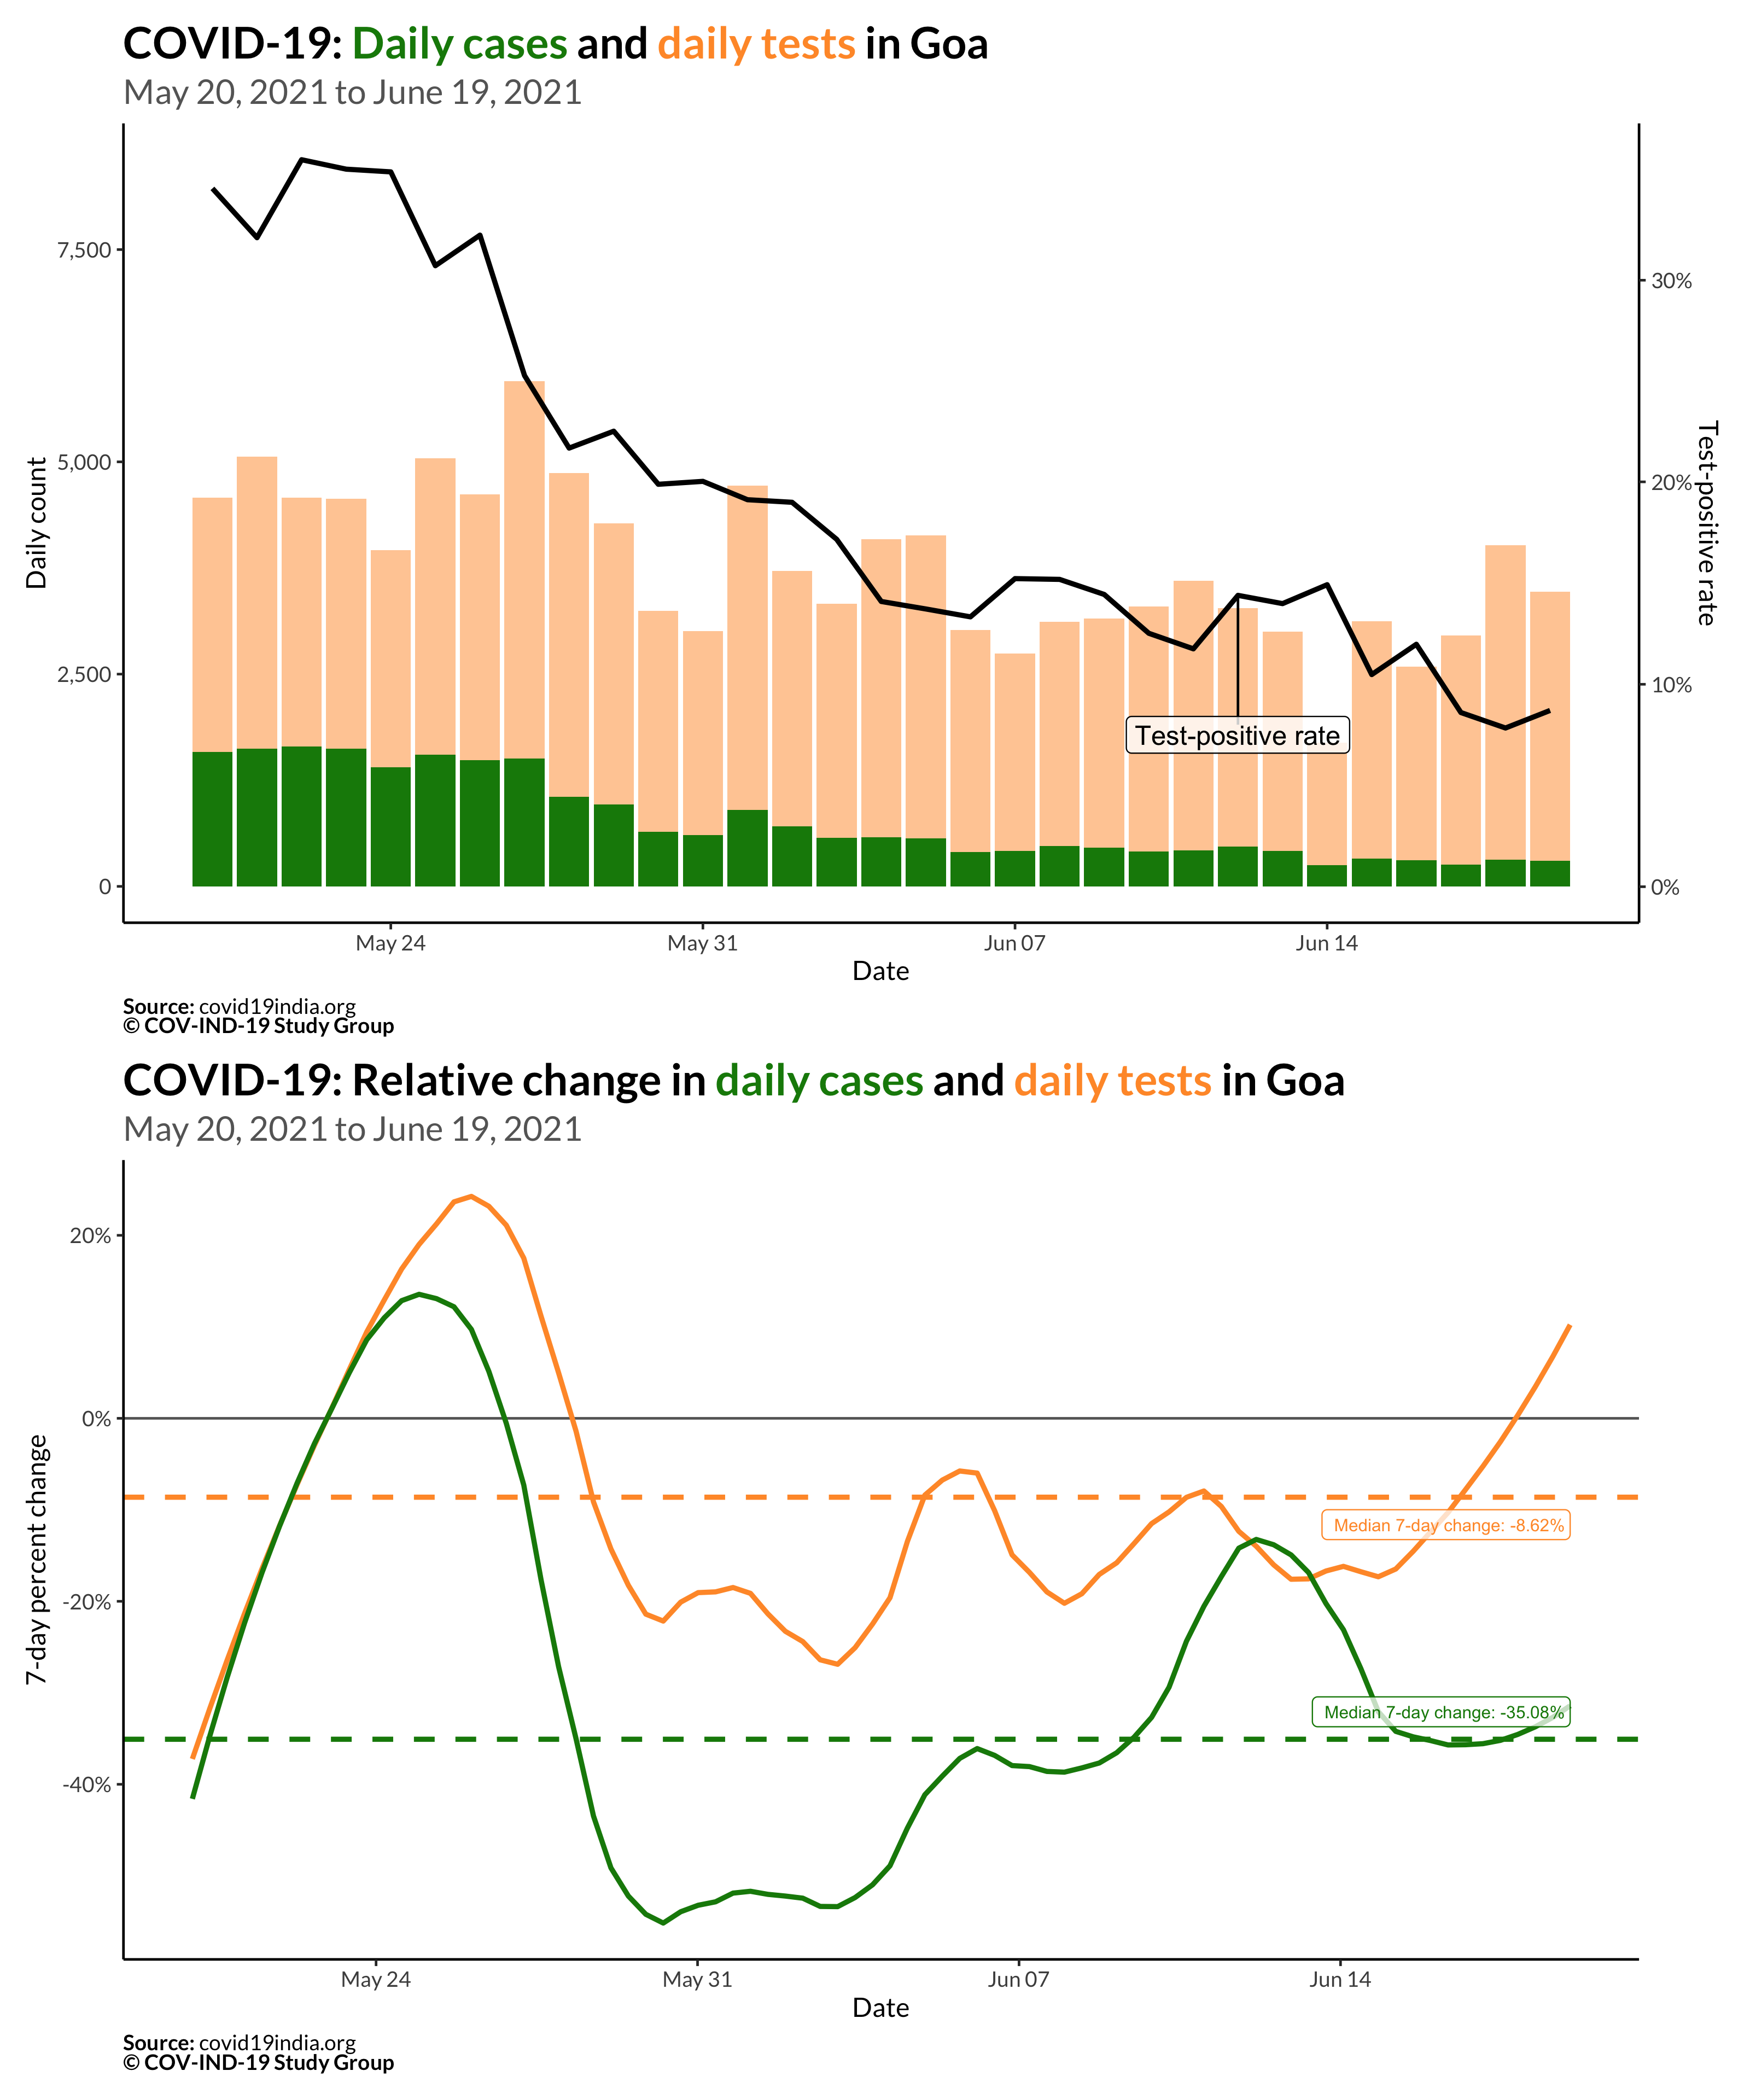 COVID-19: Daily cases and daily tests in Goa
May 20, 2021 to June 19, 2021
7,500
5,000
2,500
0
Daily count
30%
20%
10%
0%
Test-positive rate
Test-positive rate
May 24
May 31
Jun 07
Jun 14
Date
Source: covid19india.org
© COV-IND-19 Study Group
COVID-19: Relative change in daily cases and daily tests in Goa
May 20, 2021 to June 19, 2021
20%
0%
-20%
-40%
7-day percent change
Median 7-day change: -8.62%
Median 7-day change: -35.08%
May 24
May 31
Jun 07
Jun 14
Date
Source: covid19india.org
© COV-IND-19 Study Group